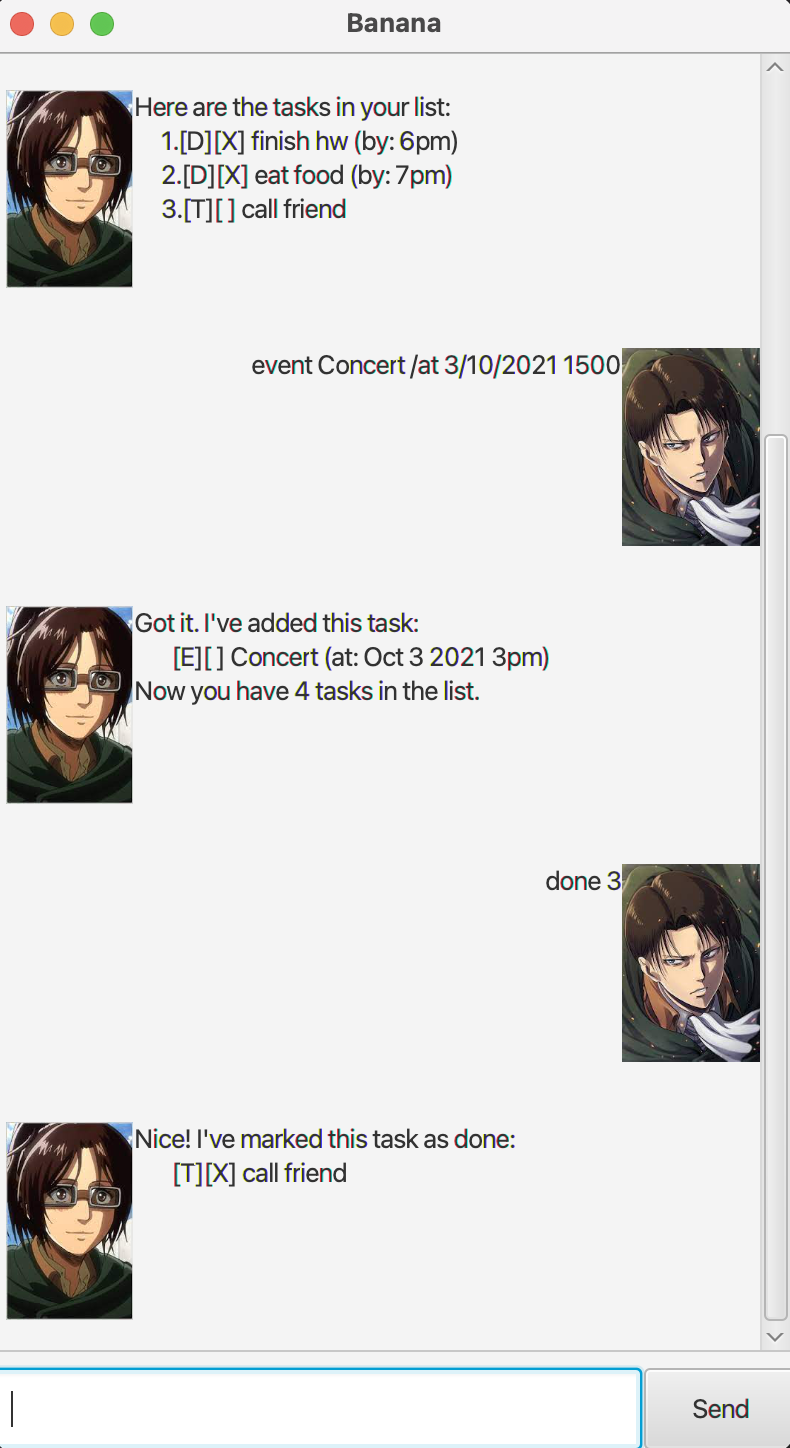 Banana
Here are the tasks in your list:
1.[D][X] finish hw (by: 6pm)
2.[D][X] eat food (by: 7pm)
3.[T][ ] call friend
event Concert /at 3/10/2021 1500
Got it. I've added this task:
[E][ ] Concert (at: Oct 3 2021 3pm)
Now you have 4 tasks in the list.
done 3
Nice! I've marked this task as done:
[T][X] call friend
Send